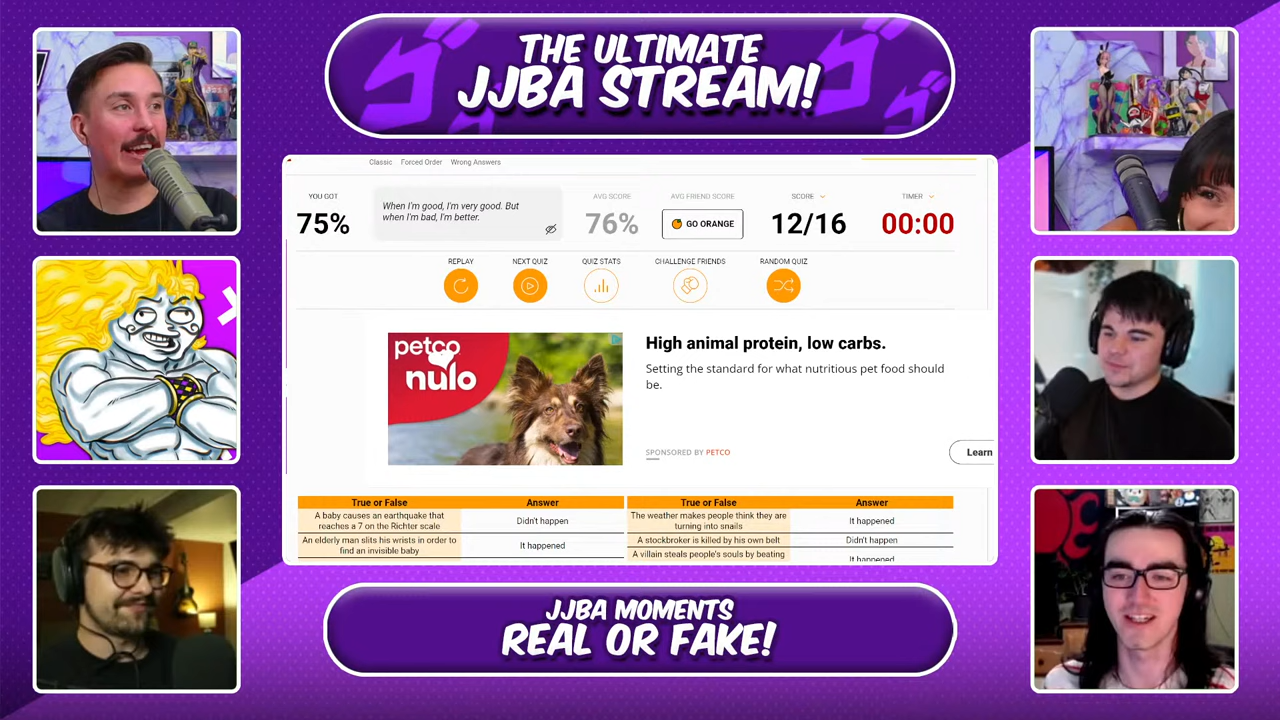 THE ULTIMATE
JJBA STREAM!
Classic Forced Order Wrong Answers
YOU GOT
75%
When I'm good, I'm very good. But
when I'm bad, I'm better.
AVG SCORE
76%
AVG FRIEND SCORE
GO ORANGE
SCORE
12/16
TIMER
00:00
REPLAY
NEXT QUIZ
QUIZ STATS
CHALLENGE FRIENDS
RANDOM QUIZ
petco
nulo
High animal protein, low carbs.
Setting the standard for what nutritious pet food should
be.
SPONSORED BY PETCO
Learn
True or False Answer True or False Answer
A baby causes an earthquake that
reaches a 7 on the Richter scale
Didn't happen
The weather makes people think they are
turning into snails
It happened
An elderly man slits his wrists in order to
find an invisible baby
It happened
A stockbroker is killed by his own belt
Didn't happen
A villain steals people's souls by beating
It happened
JJBA MOMENTS
REAL OR FAKE!